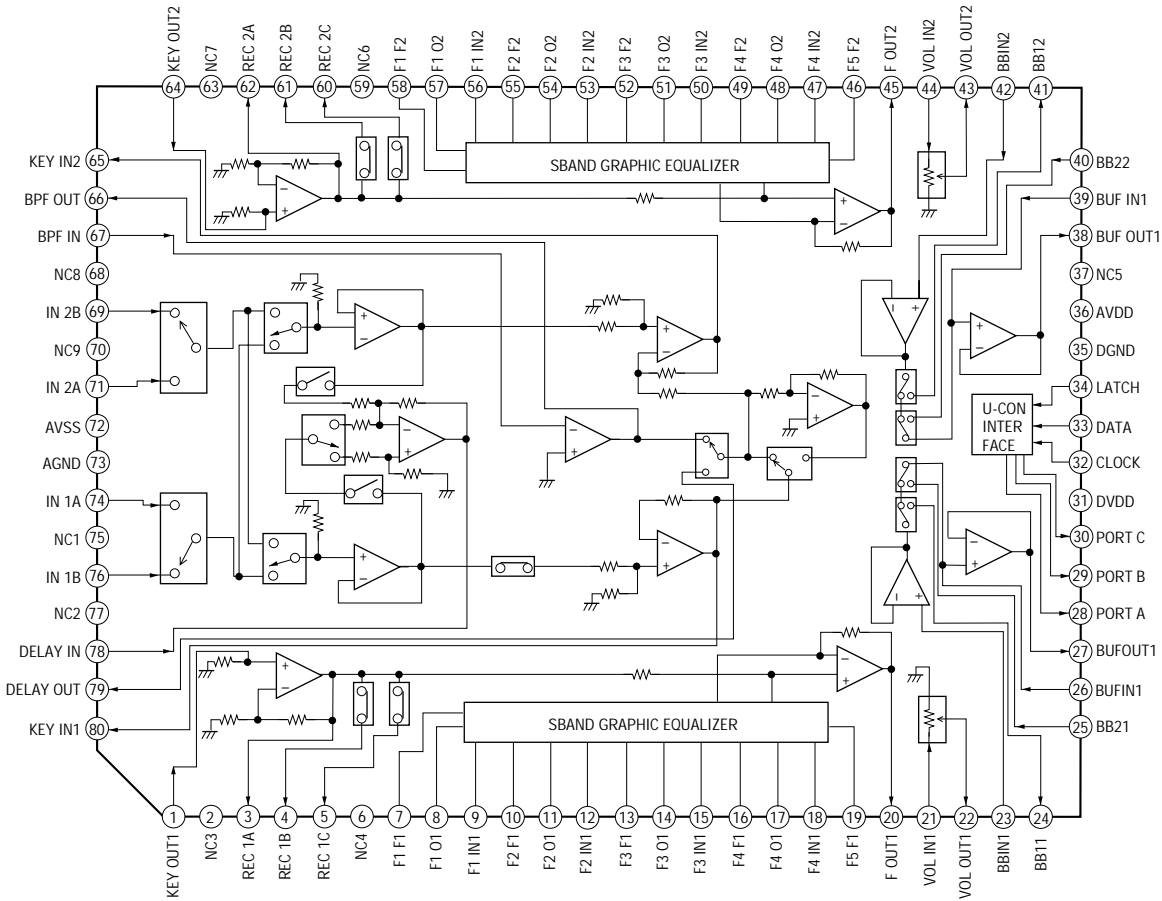 KEY OUT2
NC7
REC 2A
REC 2B
REC 2C
NC6
F1 F2
F1 O2
F1 IN2
F2 F2
F2 O2
F2 IN2
F3 F2
F3 O2
F3 IN2
F4 F2
F4 O2
F4 IN2
F5 F2
F OUT2
VOL IN2
VOL OUT2
BBIN2
BB12
64
63
62
61
60
59
58
57
56
55
54
53
52
51
50
49
48
47
46
45
44
43
42
41
KEY IN2 65
BPF OUT 66
BPF IN 67
NC8 68
IN 2B 69
NC9 70
IN 2A 71
AVSS 72
AGND 73
IN 1A 74
NC1 75
IN 1B 76
NC2 77
DELAY IN 78
DELAY OUT 79
KEY IN1 80
SBAND GRAPHIC EQUALIZER
− +
+ −
+ −
− +
− +
− +
U-CON
INTER
FACE
SBAND GRAPHIC EQUALIZER
40 BB22
39 BUF IN1
38 BUF OUT1
37 NC5
36 AVDD
35 DGND
34 LATCH
33 DATA
32 CLOCK
31 DVDD
30 PORT C
29 PORT B
28 PORT A
27 BUFOUT1
26 BUFIN1
25 BB21
1
2
3
4
5
6
7
8
9
10
11
12
13
14
15
16
17
18
19
20
21
22
23
24
KEY OUT1
NC3
REC 1A
REC 1B
REC 1C
NC4
F1 F1
F1 O1
F1 IN1
F2 F1
F2 O1
F2 IN1
F3 F1
F3 O1
F3 IN1
F4 F1
F4 O1
F4 IN1
F5 F1
F OUT1
VOL IN1
VOL OUT1
BBIN1
BB11